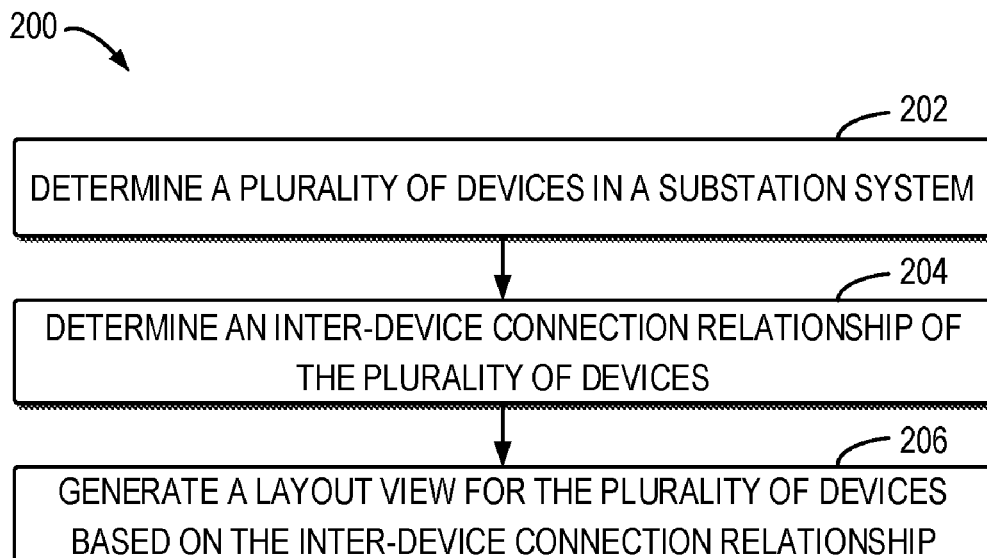 200
202
DETERMINE A PLURALITY OF DEVICES IN A SUBSTATION SYSTEM
204
DETERMINE AN INTER-DEVICE CONNECTION RELATIONSHIP OF
THE PLURALITY OF DEVICES
206
GENERATE A LAYOUT VIEW FOR THE PLURALITY OF DEVICES
BASED ON THE INTER-DEVICE CONNECTION RELATIONSHIP